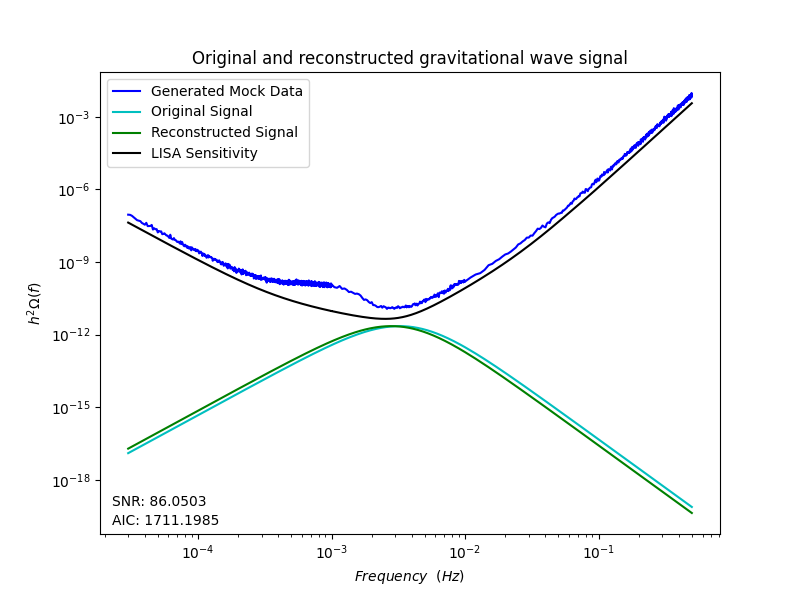 Original and reconstructed gravitational wave signal
Generated Mock Data
Original Signal
Reconstructed Signal
LISA Sensitivity
10⁻³
10⁻⁶
10⁻⁹
10⁻¹²
10⁻¹⁵
10⁻¹⁸
h²Ω(f)
SNR: 86.0503
AIC: 1711.1985
10⁻⁴ 10⁻³ 10⁻² 10⁻¹
Frequency (Hz)